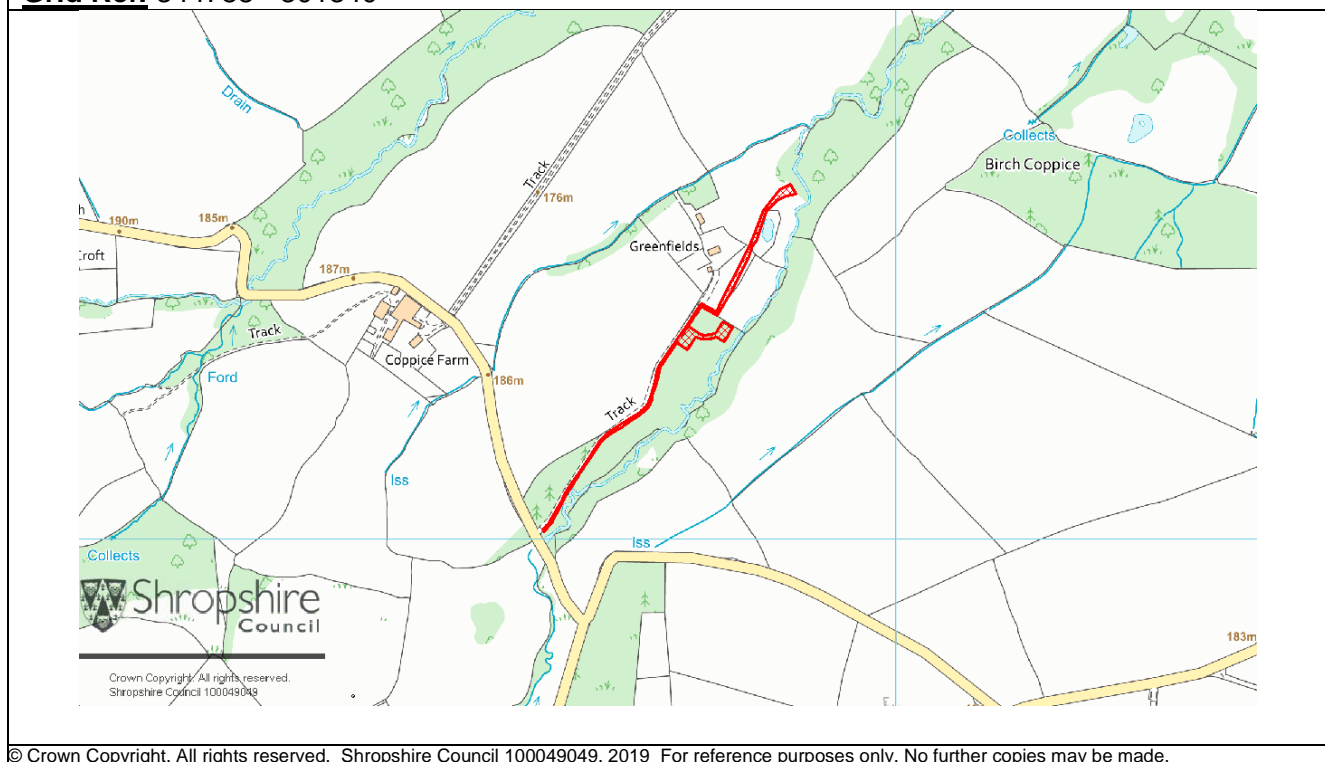 Drain
Track
176m
Collects
Birch Coppice
190m
185m
Croft
Greenfields
187m
Track
Coppice Farm
Ford
186m
Track
Iss
Collects
Iss
Shropshire
Council
183m
Crown Copyright. All rights reserved.
Shropshire Council 100049049
© Crown Copyright. All rights reserved. Shropshire Council 100049049. 2019 For reference purposes only. No further copies may be made.